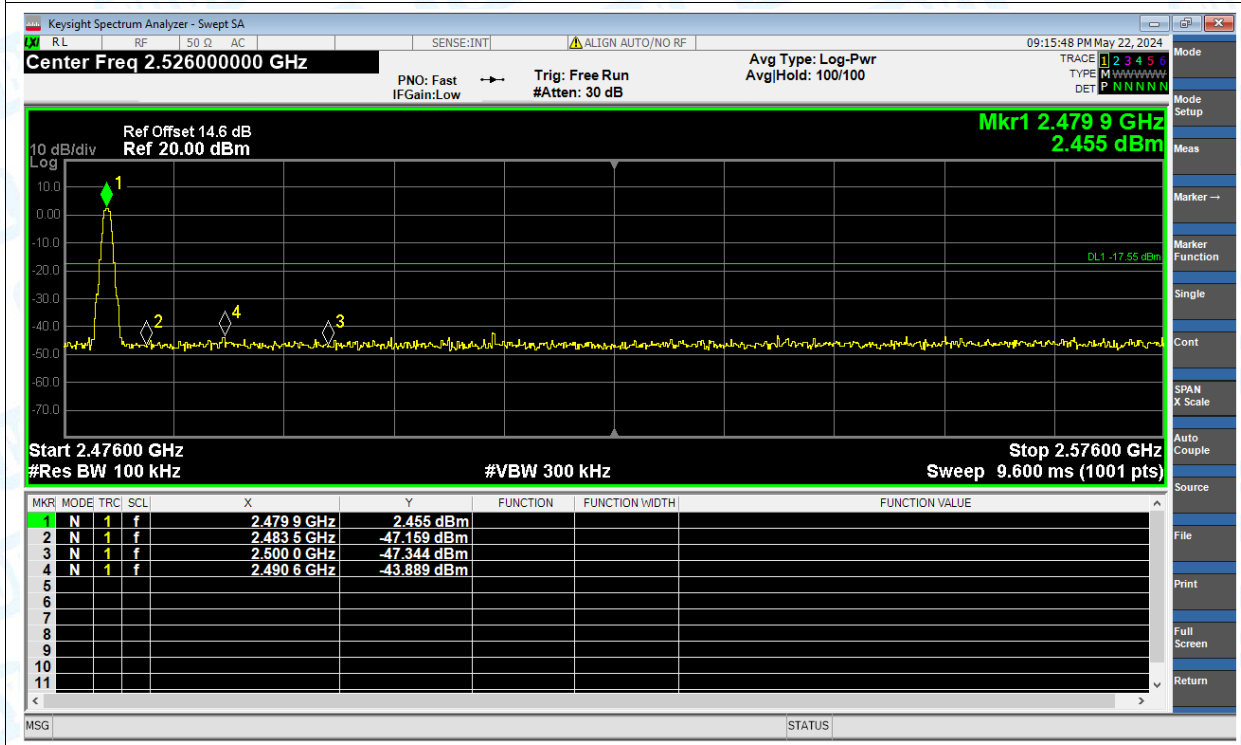 Keysight Spectrum Analyzer - Swept SA
LXI RL RF 50 Ω AC SENSE:INT ALIGN AUTO/NO RF 09:15:48 PM May 22, 2024
Center Freq 2.526000000 GHz
PNO: Fast
IFGain:Low
Trig: Free Run
#Atten: 30 dB
Avg Type: Log-Pwr
Avg|Hold: 100/100
TRACE 1 2 3 4 5 6
TYPE M WWWWW
DET P N N N N N
Mkr1 2.479 9 GHz
2.455 dBm
Ref Offset 14.6 dB
10 dB/div Ref 20.00 dBm
Log
10.0
0.00
-10.0
-20.0
-30.0
-40.0
-50.0
-60.0
-70.0
1
2
4
3
DL1 -17.55 dBm
Start 2.47600 GHz Stop 2.57600 GHz
#Res BW 100 kHz #VBW 300 kHz Sweep 9.600 ms (1001 pts)
MKR MODE TRC SCL X Y FUNCTION FUNCTION WIDTH FUNCTION VALUE
1 N 1 f 2.479 9 GHz 2.455 dBm
2 N 1 f 2.483 5 GHz -47.159 dBm
3 N 1 f 2.500 0 GHz -47.344 dBm
4 N 1 f 2.490 6 GHz -43.889 dBm
5
6
7
8
9
10
11
MSG STATUS
Mode
Mode
Setup
Meas
Marker →
Marker
Function
Single
Cont
SPAN
X Scale
Auto
Couple
Source
File
Print
Full
Screen
Return